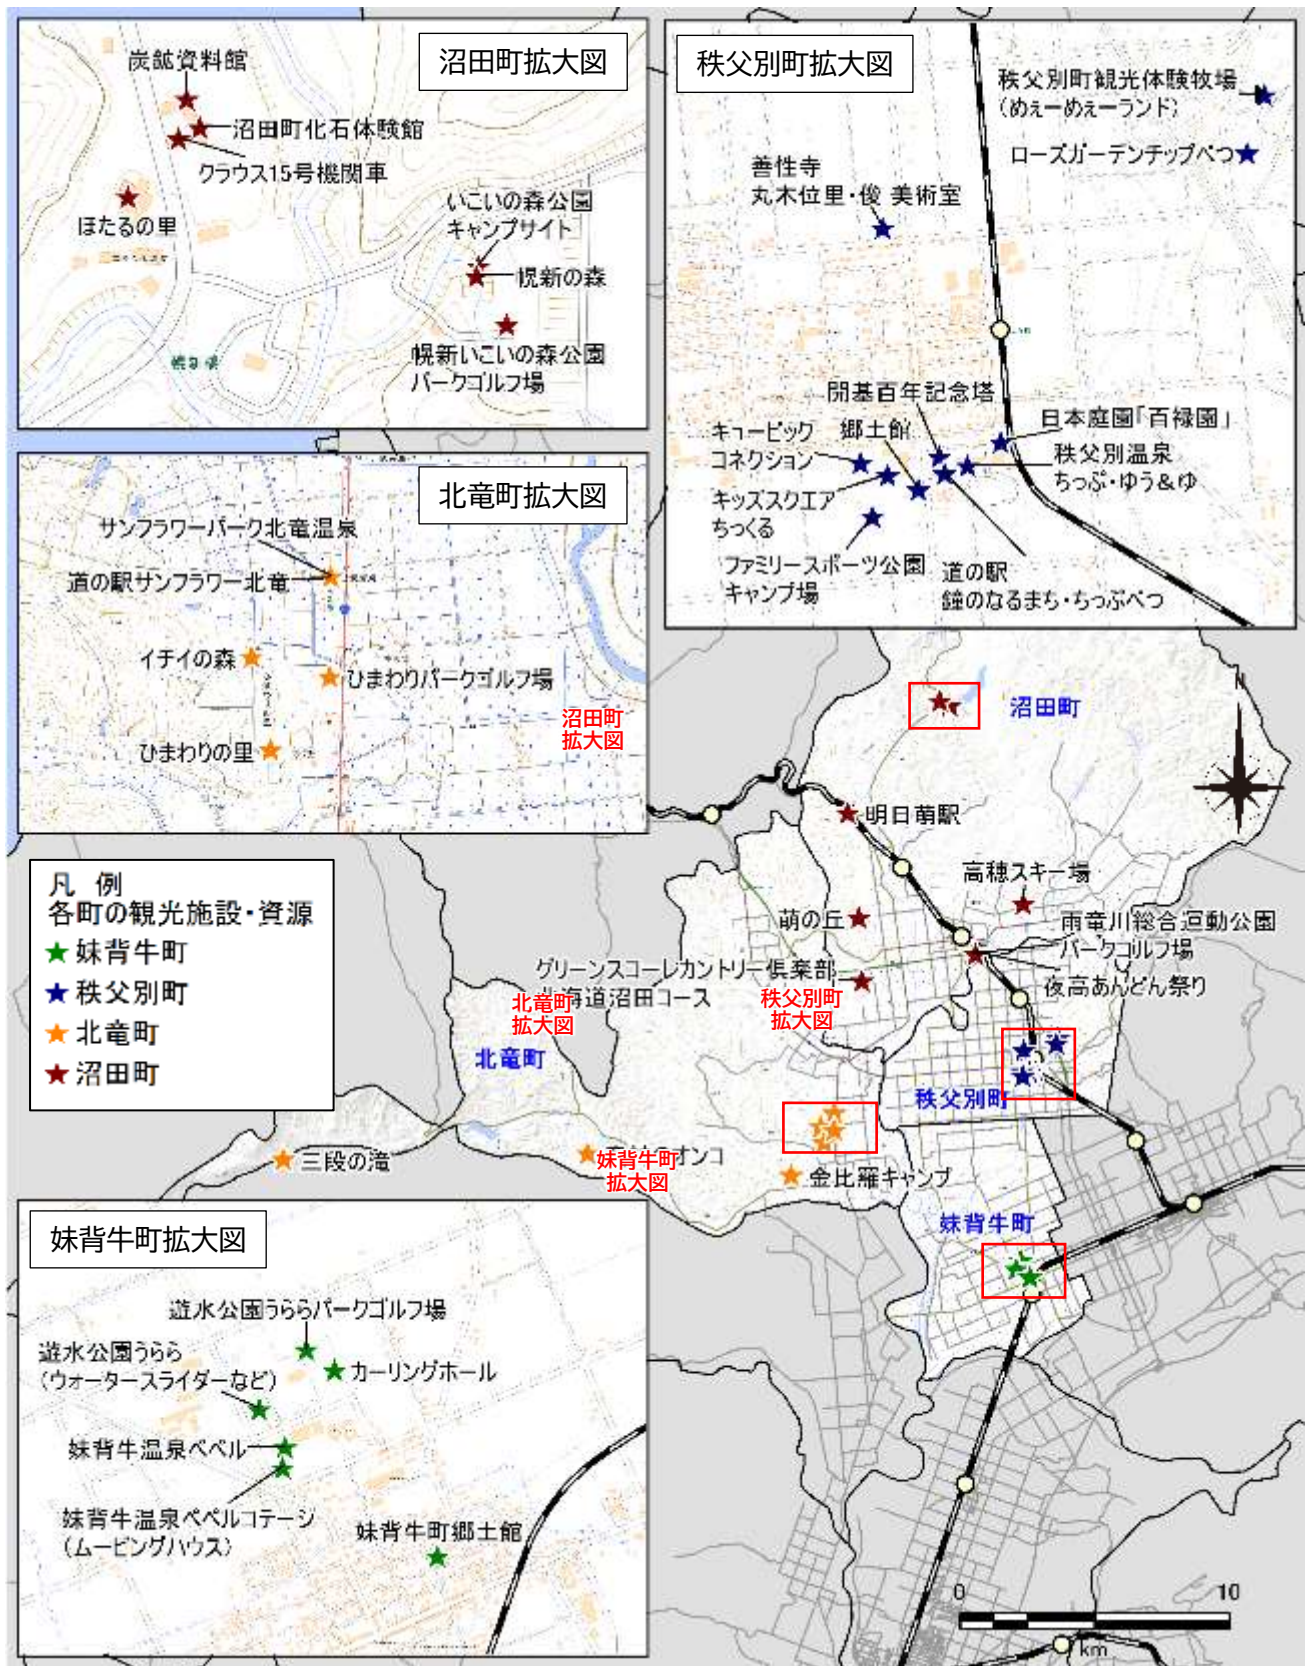 沼田町拡大図
炭鉱資料館
沼田町化石体験館
クラウス15号機関車
ほたるの里
いこいの森公園
キャンプサイト
幌新の森
幌新いこいの森公園
パークゴルフ場
秩父別町拡大図
秩父別町観光体験牧場
(めぇーめぇーランド)
ローズガーデンチップべつ
善性寺
丸木位里・俊 美術室
開基百年記念塔
日本庭園「百禄園」
キュービック
コネクション
郷土館
秩父別温泉
ちっぷ・ゆう&ゆ
キッズスクエア
ちっくる
ファミリースポーツ公園
キャンプ場
道の駅
鐘のなるまち・ちっぷべつ
北竜町拡大図
サンフラワーパーク北竜温泉
道の駅サンフラワー北竜
イチイの森
ひまわりパークゴルフ場
ひまわりの里
沼田町
拡大図
沼田町
N
明日萌駅
高穂スキー場
萌の丘
雨竜川総合運動公園
パークゴルフ場
夜高あんどん祭り
グリーンスコーレカントリー倶楽部
北海道沼田コース
北竜町
拡大図
秩父別町
拡大図
北竜町
秩父別町
三段の滝
妹背牛町
拡大図
オンコ
金比羅キャンプ
妹背牛町
凡 例
各町の観光施設・資源
妹背牛町
秩父別町
北竜町
沼田町
妹背牛町拡大図
遊水公園うららパークゴルフ場
遊水公園うらら
(ウォータースライダーなど)
カーリングホール
妹背牛温泉ペペル
妹背牛温泉ペペルコテージ
(ムービングハウス)
妹背牛町郷土館
0 10
km